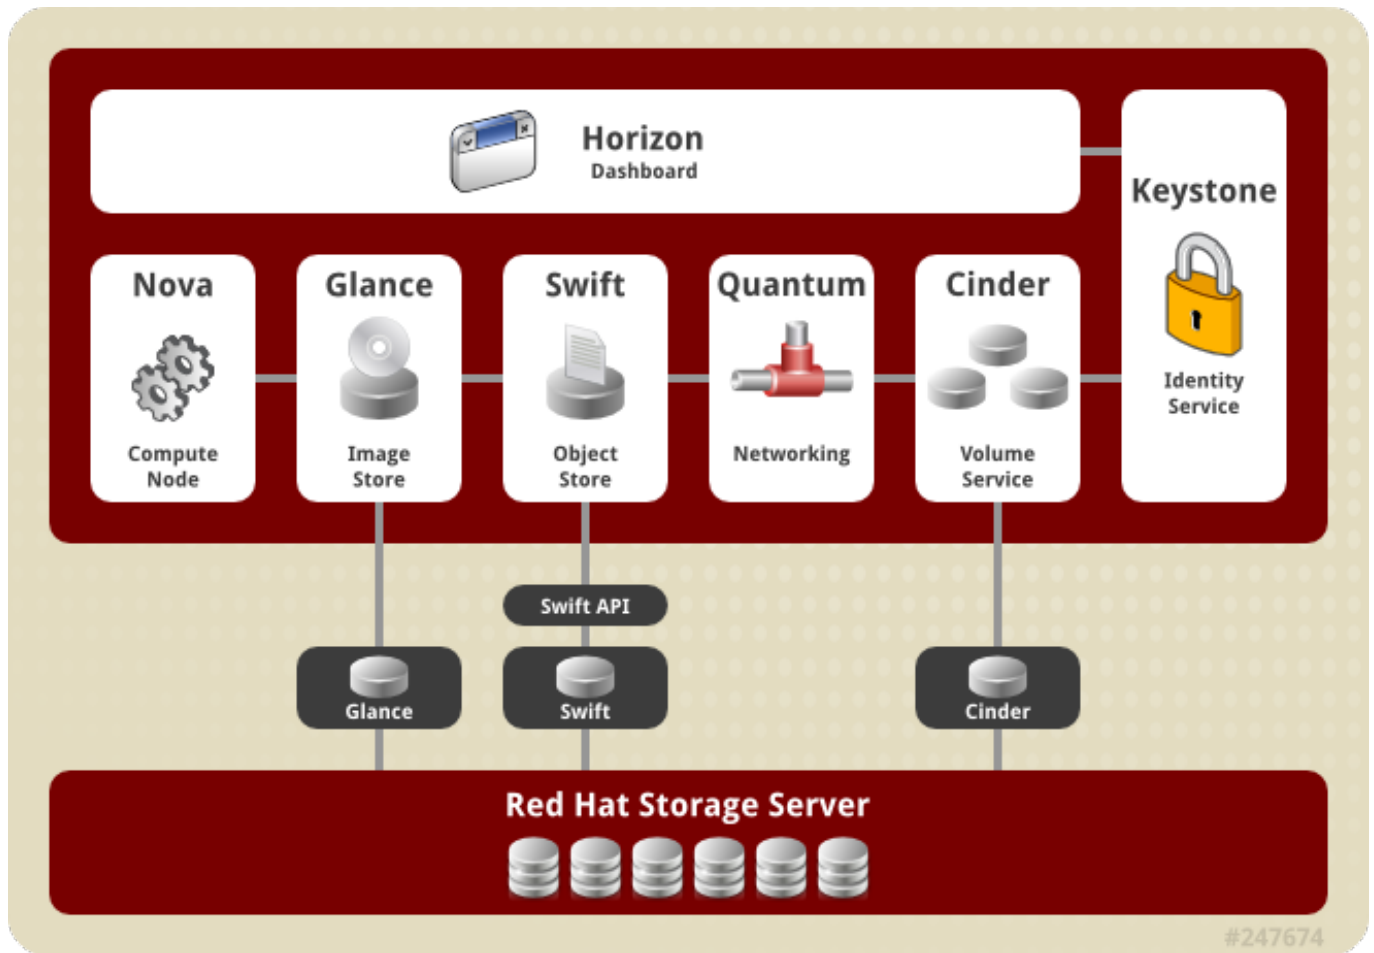 Horizon
Dashboard
Keystone
Identity
Service
Nova
Compute
Node
Glance
Image
Store
Swift
Object
Store
Quantum
Networking
Cinder
Volume
Service
Swift API
Glance
Swift
Cinder
Red Hat Storage Server
#247674